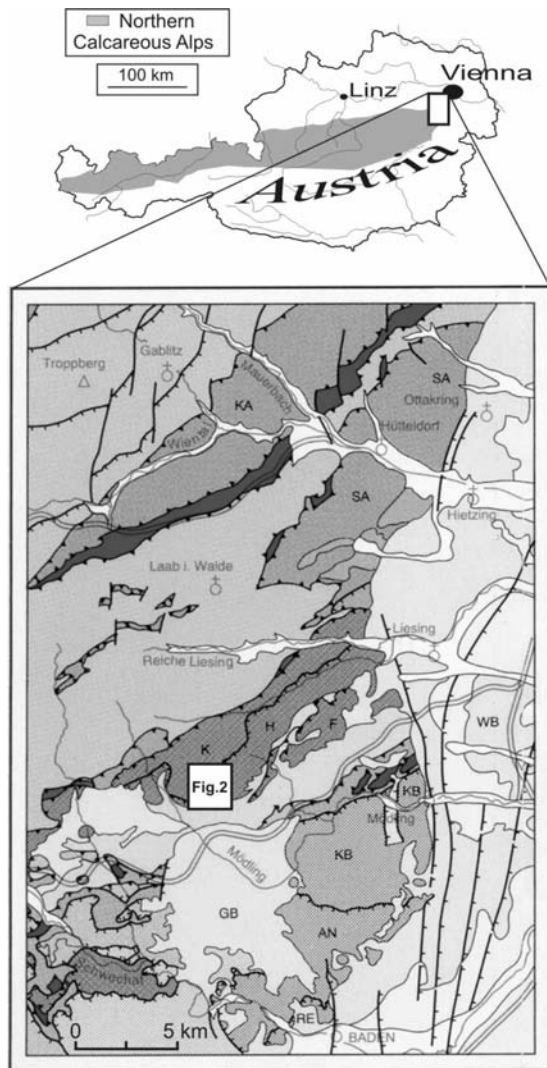 Northern
Calcareous Alps
100 km
Vienna
Linz
Austria
Troppberg
Gablitz
Mauerbach
SA
Ottakring
KA
Wiental
Hütteldorf
SA
Hietzing
Laab i. Walde
Liesing
Reiche Liesing
WB
K
H
F
Fig.2
KB
Mödling
Mödling
KB
GB
AN
Schwechat
RE
0 5 km
BADEN